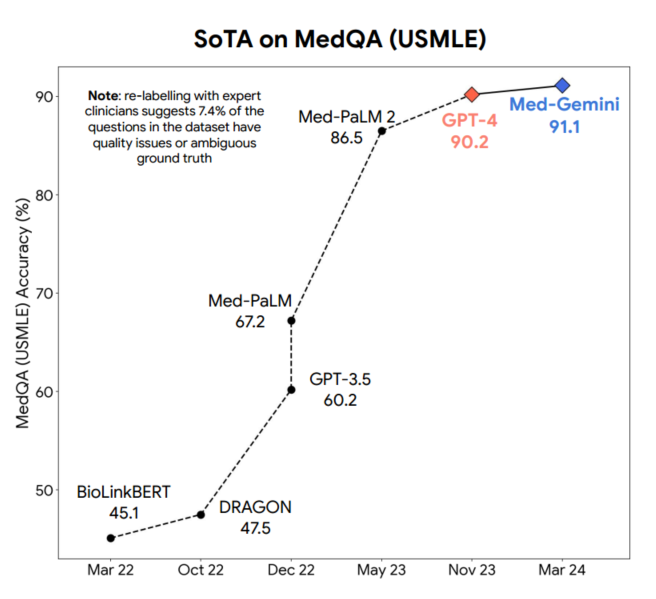 SoTA on MedQA (USMLE)
Note: re-labelling with expert
clinicians suggests 7.4% of the
questions in the dataset have
quality issues or ambiguous
ground truth
MedQA (USMLE) Accuracy (%)
90
80
70
60
50
Med-PaLM 2
86.5
GPT-4
90.2
Med-Gemini
91.1
Med-PaLM
67.2
GPT-3.5
60.2
BioLinkBERT
45.1
DRAGON
47.5
Mar 22
Oct 22
Dec 22
May 23
Nov 23
Mar 24